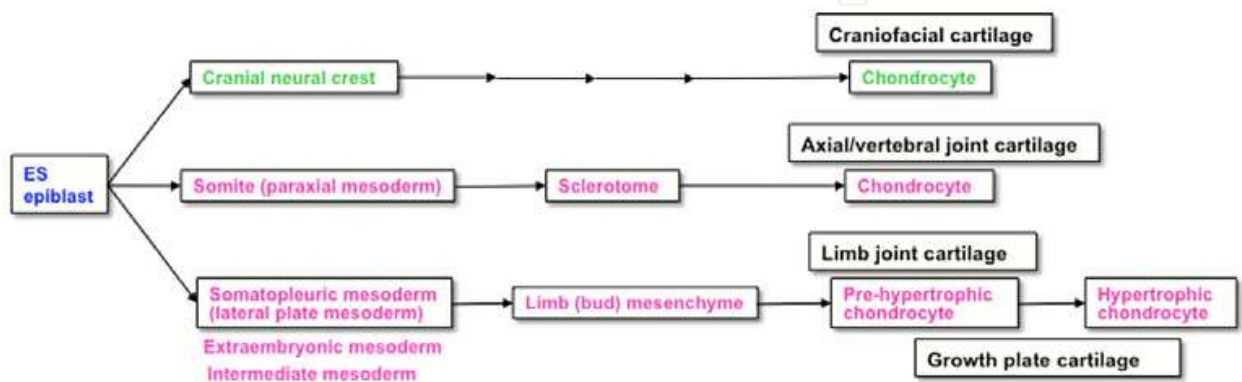 Craniofacial cartilage
Cranial neural crest
Chondrocyte
Axial/vertebral joint cartilage
ES
epiblast
Somite (paraxial mesoderm)
Sclerotome
Chondrocyte
Limb joint cartilage
Somatopleuric mesoderm
(lateral plate mesoderm)
Limb (bud) mesenchyme
Pre-hypertrophic
chondrocyte
Hypertrophic
chondrocyte
Extraembryonic mesoderm
Intermediate mesoderm
Growth plate cartilage